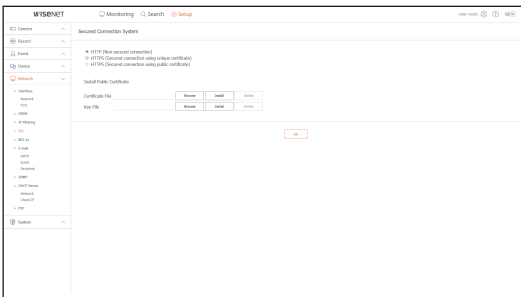 WISENET
Monitoring Search Setup
Camera
Record
Event
Device
Network
Interface
Network
Port
DDNS
IP Filtering
SSL
802.1x
E-mail
SMTP
Event
Recipient
SNMP
DHCP Server
Network
Check IP
P2P
System
Secured Connection System
HTTP (Non-secured connection)
HTTPS (Secured connection using unique certificate)
HTTPS (Secured connection using public certificate)
Install Public Certificate
Certificate File Browse Install Delete
Key File Browse Install Delete
OK